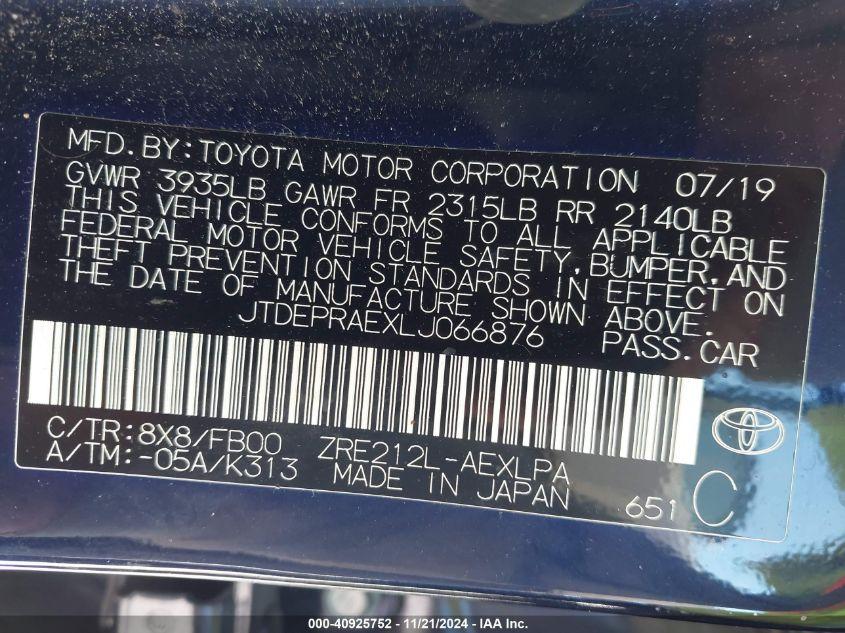 MFD.BY:TOYOTA MOTOR CORPORATION 07/19
GVWR 3935LB GAWR FR 2315LB RR 2140LB
THIS VEHICLE CONFORMS TO ALL APPLICABLE
FEDERAL MOTOR VEHICLE SAFETY,BUMPER,AND
THEFT PREVENTION STANDARDS IN EFFECT ON
THE DATE OF MANUFACTURE SHOWN ABOVE.
JTDEPRAEXLJ066876 PASS.CAR
C/TR:8X8/FB00 ZRE212L-AEXLPA
A/TM:-05A/K313 MADE IN JAPAN 651 C
000-40925752 — 11/21/2024 — IAA Inc.